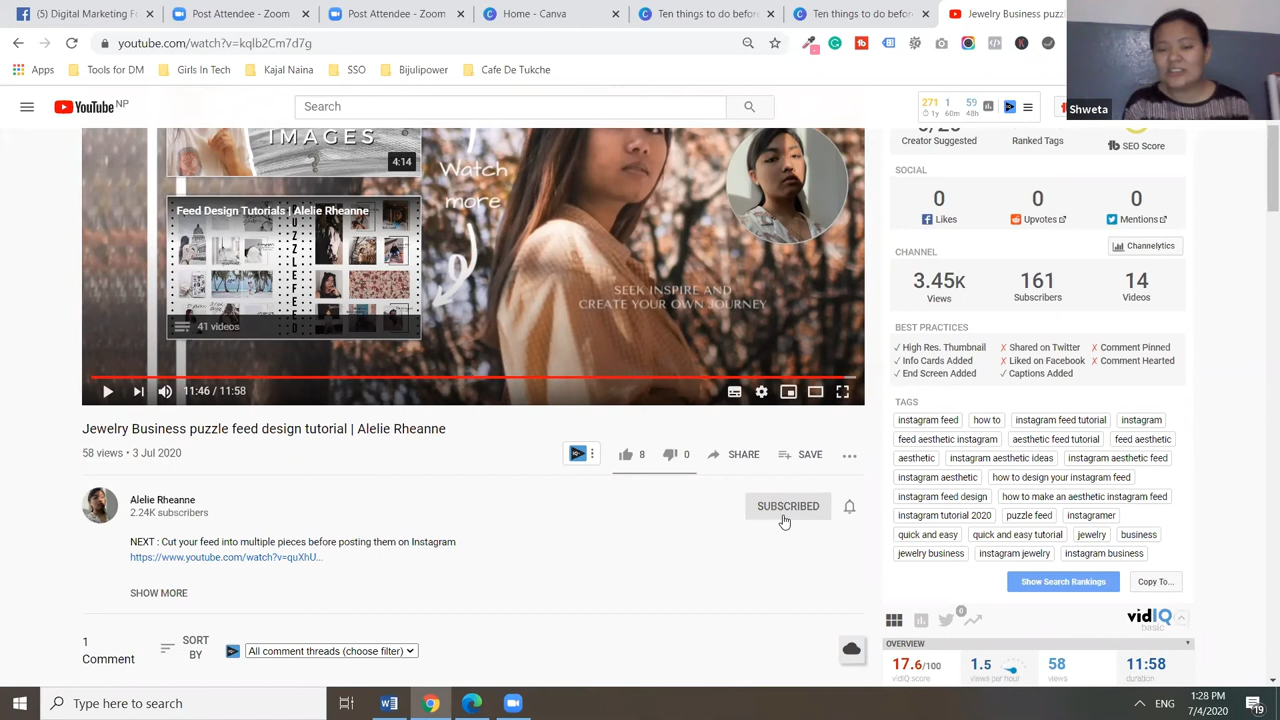 (5) Digital Marketing F
Post Attendee - Zoom
Post Attendee - Zoom
Home - Canva
Ten things to do before
Ten things to do before
Jewelry Business puzz
youtube.com/watch?v=kqlb2Cm7d7g
Apps
Tools for DM
Girls In Tech
Kajal Naina
SSO
Bijulipower
Cafe De Tukche
Shweta
YouTube NP
Search
271 1 59
1y 60m 48h
IMAGES
4:14
Watch
more
Feed Design Tutorials | Alelie Rheanne
41 videos
SEEK INSPIRE AND
CREATE YOUR OWN JOURNEY
11:46 / 11:58
Jewelry Business puzzle feed design tutorial | Alelie Rheanne
58 views • 3 Jul 2020
8
0
SHARE
SAVE
Alelie Rheanne
2.24K subscribers
SUBSCRIBED
NEXT : Cut your feed into multiple pieces before posting them on Instagram
https://www.youtube.com/watch?v=quXhU...
SHOW MORE
1
Comment
SORT
BY
All comment threads (choose filter)
Creator Suggested
Ranked Tags
tb SEO Score
SOCIAL
0 0 0
Likes
Upvotes
Mentions
CHANNEL
Channelytics
3.45K 161 14
Views
Subscribers
Videos
BEST PRACTICES
✓ High Res. Thumbnail ✗ Shared on Twitter ✗ Comment Pinned
✓ Info Cards Added ✗ Liked on Facebook ✗ Comment Hearted
✓ End Screen Added ✓ Captions Added
TAGS
instagram feed how to instagram feed tutorial instagram
feed aesthetic instagram aesthetic feed tutorial feed aesthetic
aesthetic instagram aesthetic ideas instagram aesthetic feed
instagram aesthetic how to design your instagram feed
instagram feed design how to make an aesthetic instagram feed
instagram tutorial 2020 puzzle feed instagramer
quick and easy quick and easy tutorial jewelry business
jewelry business instagram jewelry instagram business
Show Search Rankings
Copy To...
0
vidIQ
basic
OVERVIEW
17.6/100 1.5 58 11:58
vidIQ score views per hour views duration
Type here to search
ENG
1:28 PM
7/4/2020
19